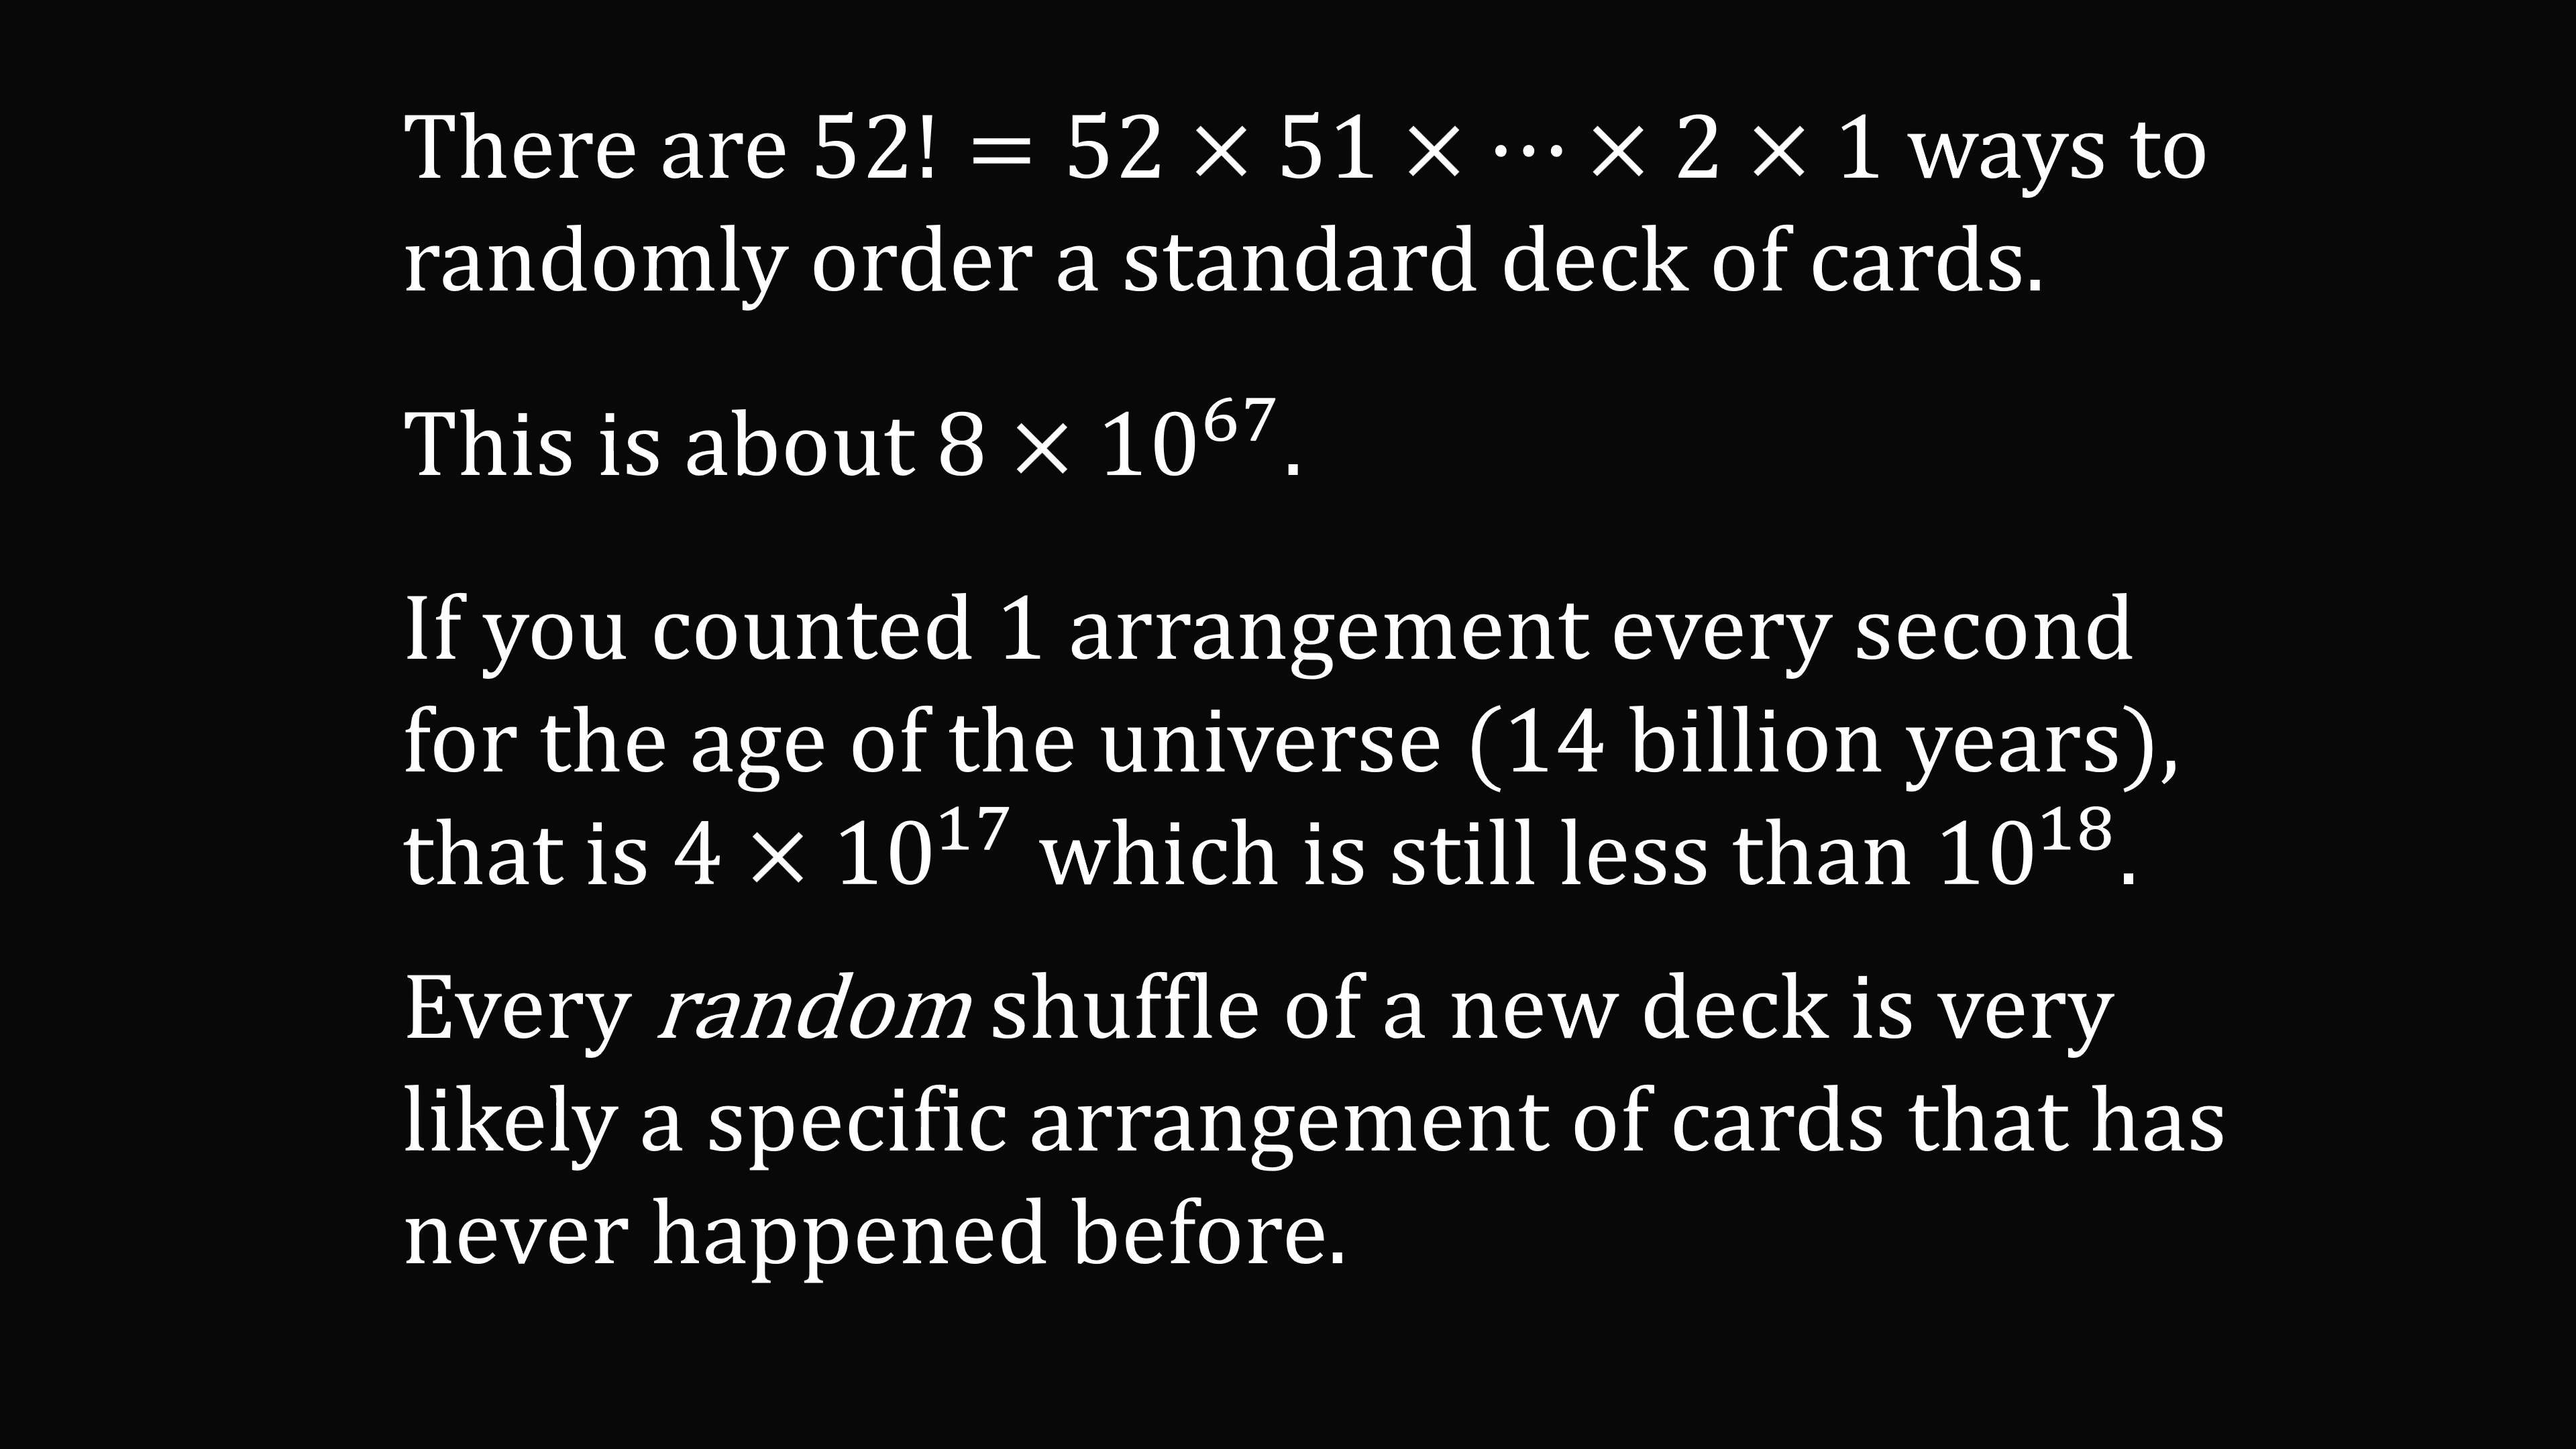 There are 52! = 52 × 51 × ⋯ × 2 × 1 ways to
randomly order a standard deck of cards.
This is about 8 × 10⁶⁷.
If you counted 1 arrangement every second
for the age of the universe (14 billion years),
that is 4 × 10¹⁷ which is still less than 10¹⁸.
Every random shuffle of a new deck is very
likely a specific arrangement of cards that has
never happened before.